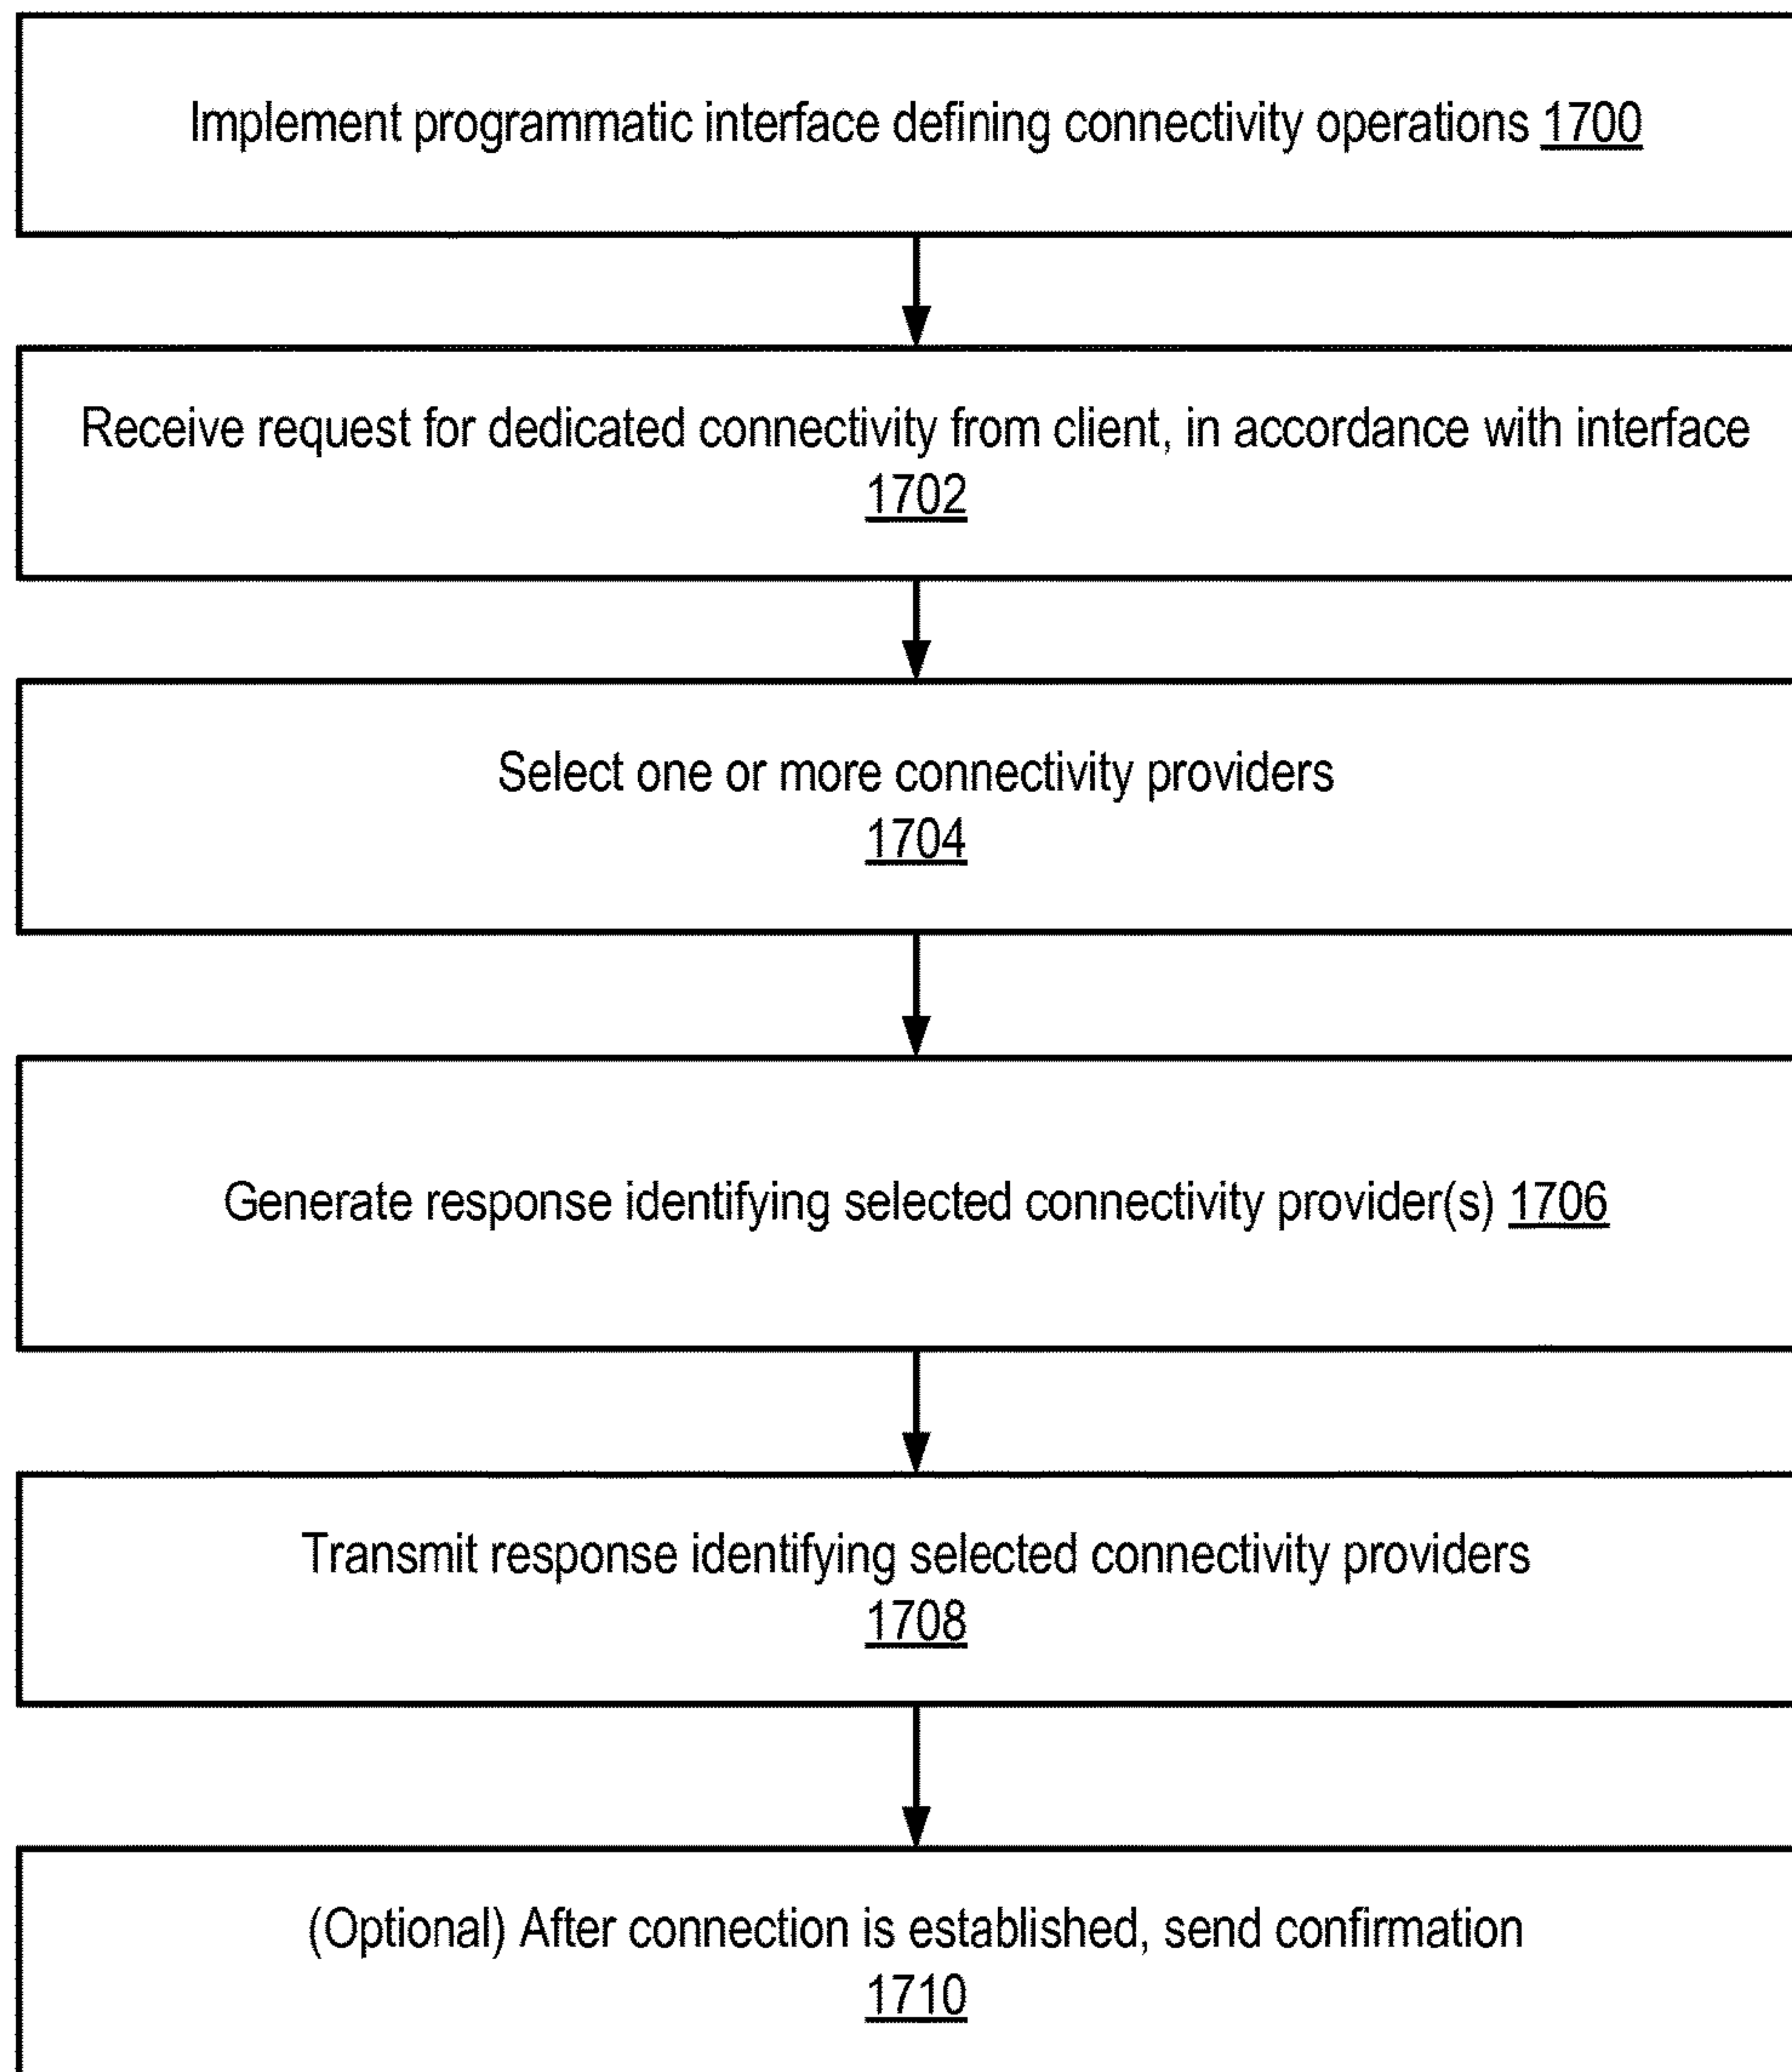 Implement programmatic interface defining connectivity operations 1700
Receive request for dedicated connectivity from client, in accordance with interface
1702
Select one or more connectivity providers
1704
Generate response identifying selected connectivity provider(s) 1706
Transmit response identifying selected connectivity providers
1708
(Optional) After connection is established, send confirmation
1710